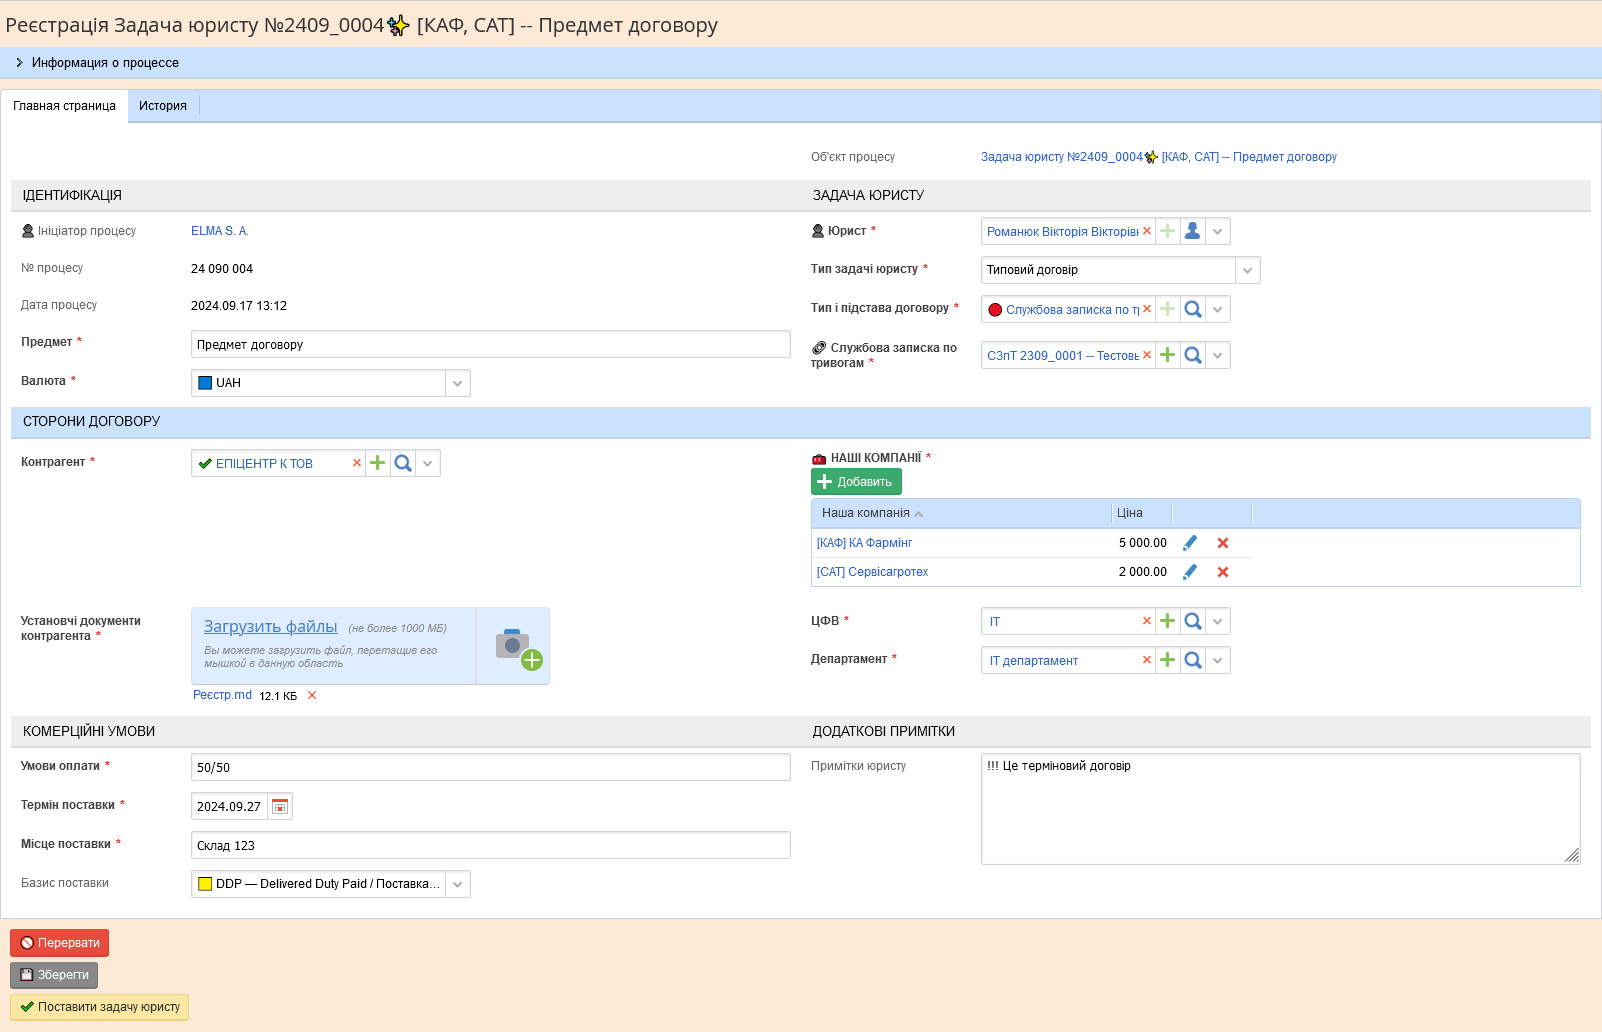 Реєстрація Задача юристу №2409_0004✨ [КАФ, САТ] -- Предмет договору
Информация о процессе
Главная страница
История
Об'єкт процесу
Задача юристу №2409_0004✨ [КАФ, САТ] -- Предмет договору
ІДЕНТИФІКАЦІЯ
Ініціатор процесу
ELMA S. A.
№ процесу
24 090 004
Дата процесу
2024.09.17 13:12
Предмет *
Предмет договору
Валюта *
UAH
ЗАДАЧА ЮРИСТУ
Юрист *
Романюк Вікторія Вікторівн
Тип задачі юристу *
Типовий договір
Тип і підстава договору *
Службова записка по тр
Службова записка по
тривогам *
СЗпТ 2309_0001 -- Тестовь
СТОРОНИ ДОГОВОРУ
Контрагент *
ЕПІЦЕНТР К ТОВ
НАШІ КОМПАНІЇ *
Добавить
Наша компанія
Ціна
[КАФ] КА Фармінг
5 000.00
[САТ] Сервісагротех
2 000.00
Установчі документи
контрагента *
Загрузить файлы (не более 1000 МБ)
Вы можете загрузить файл, перетащив его
мышкой в данную область
Реєстр.md 12.1 КБ
ЦФВ *
ІТ
Департамент *
ІТ департамент
КОМЕРЦІЙНІ УМОВИ
Умови оплати *
50/50
Термін поставки *
2024.09.27
Місце поставки *
Склад 123
Базис поставки
DDP — Delivered Duty Paid / Поставка...
ДОДАТКОВІ ПРИМІТКИ
Примітки юристу
!!! Це терміновий договір
Перервати
Зберегти
Поставити задачу юристу